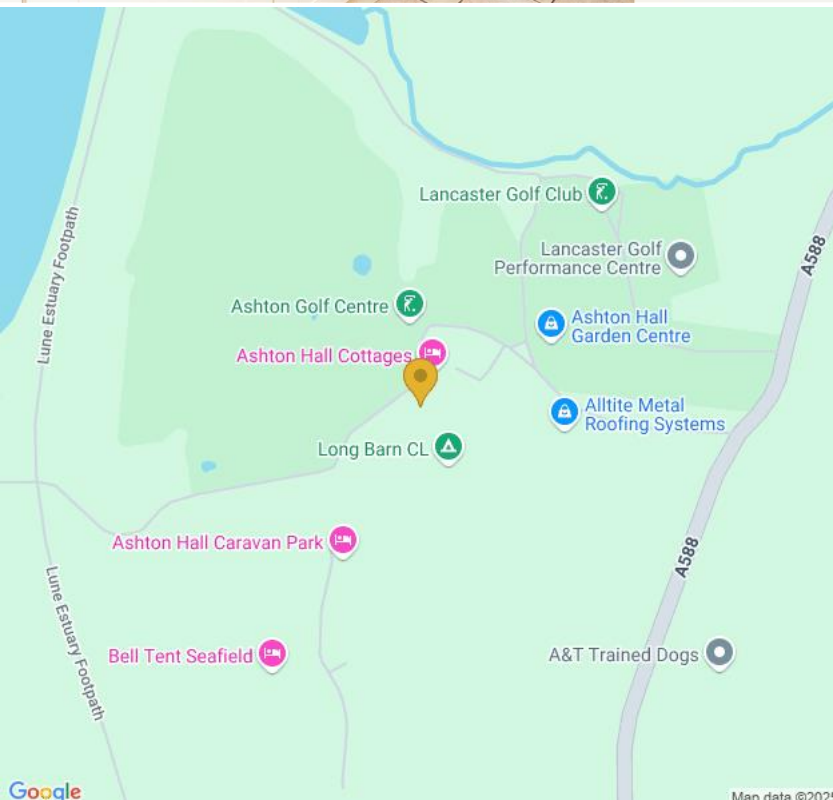 Lancaster Golf Club
Lancaster Golf
Performance Centre
A588
Lune Estuary Footpath
Ashton Golf Centre
Ashton Hall
Garden Centre
Ashton Hall Cottages
Alltite Metal
Roofing Systems
Long Barn CL
Ashton Hall Caravan Park
A588
Lune Estuary Footpath
Bell Tent Seafield
A&T Trained Dogs
Google
Map data ©2025